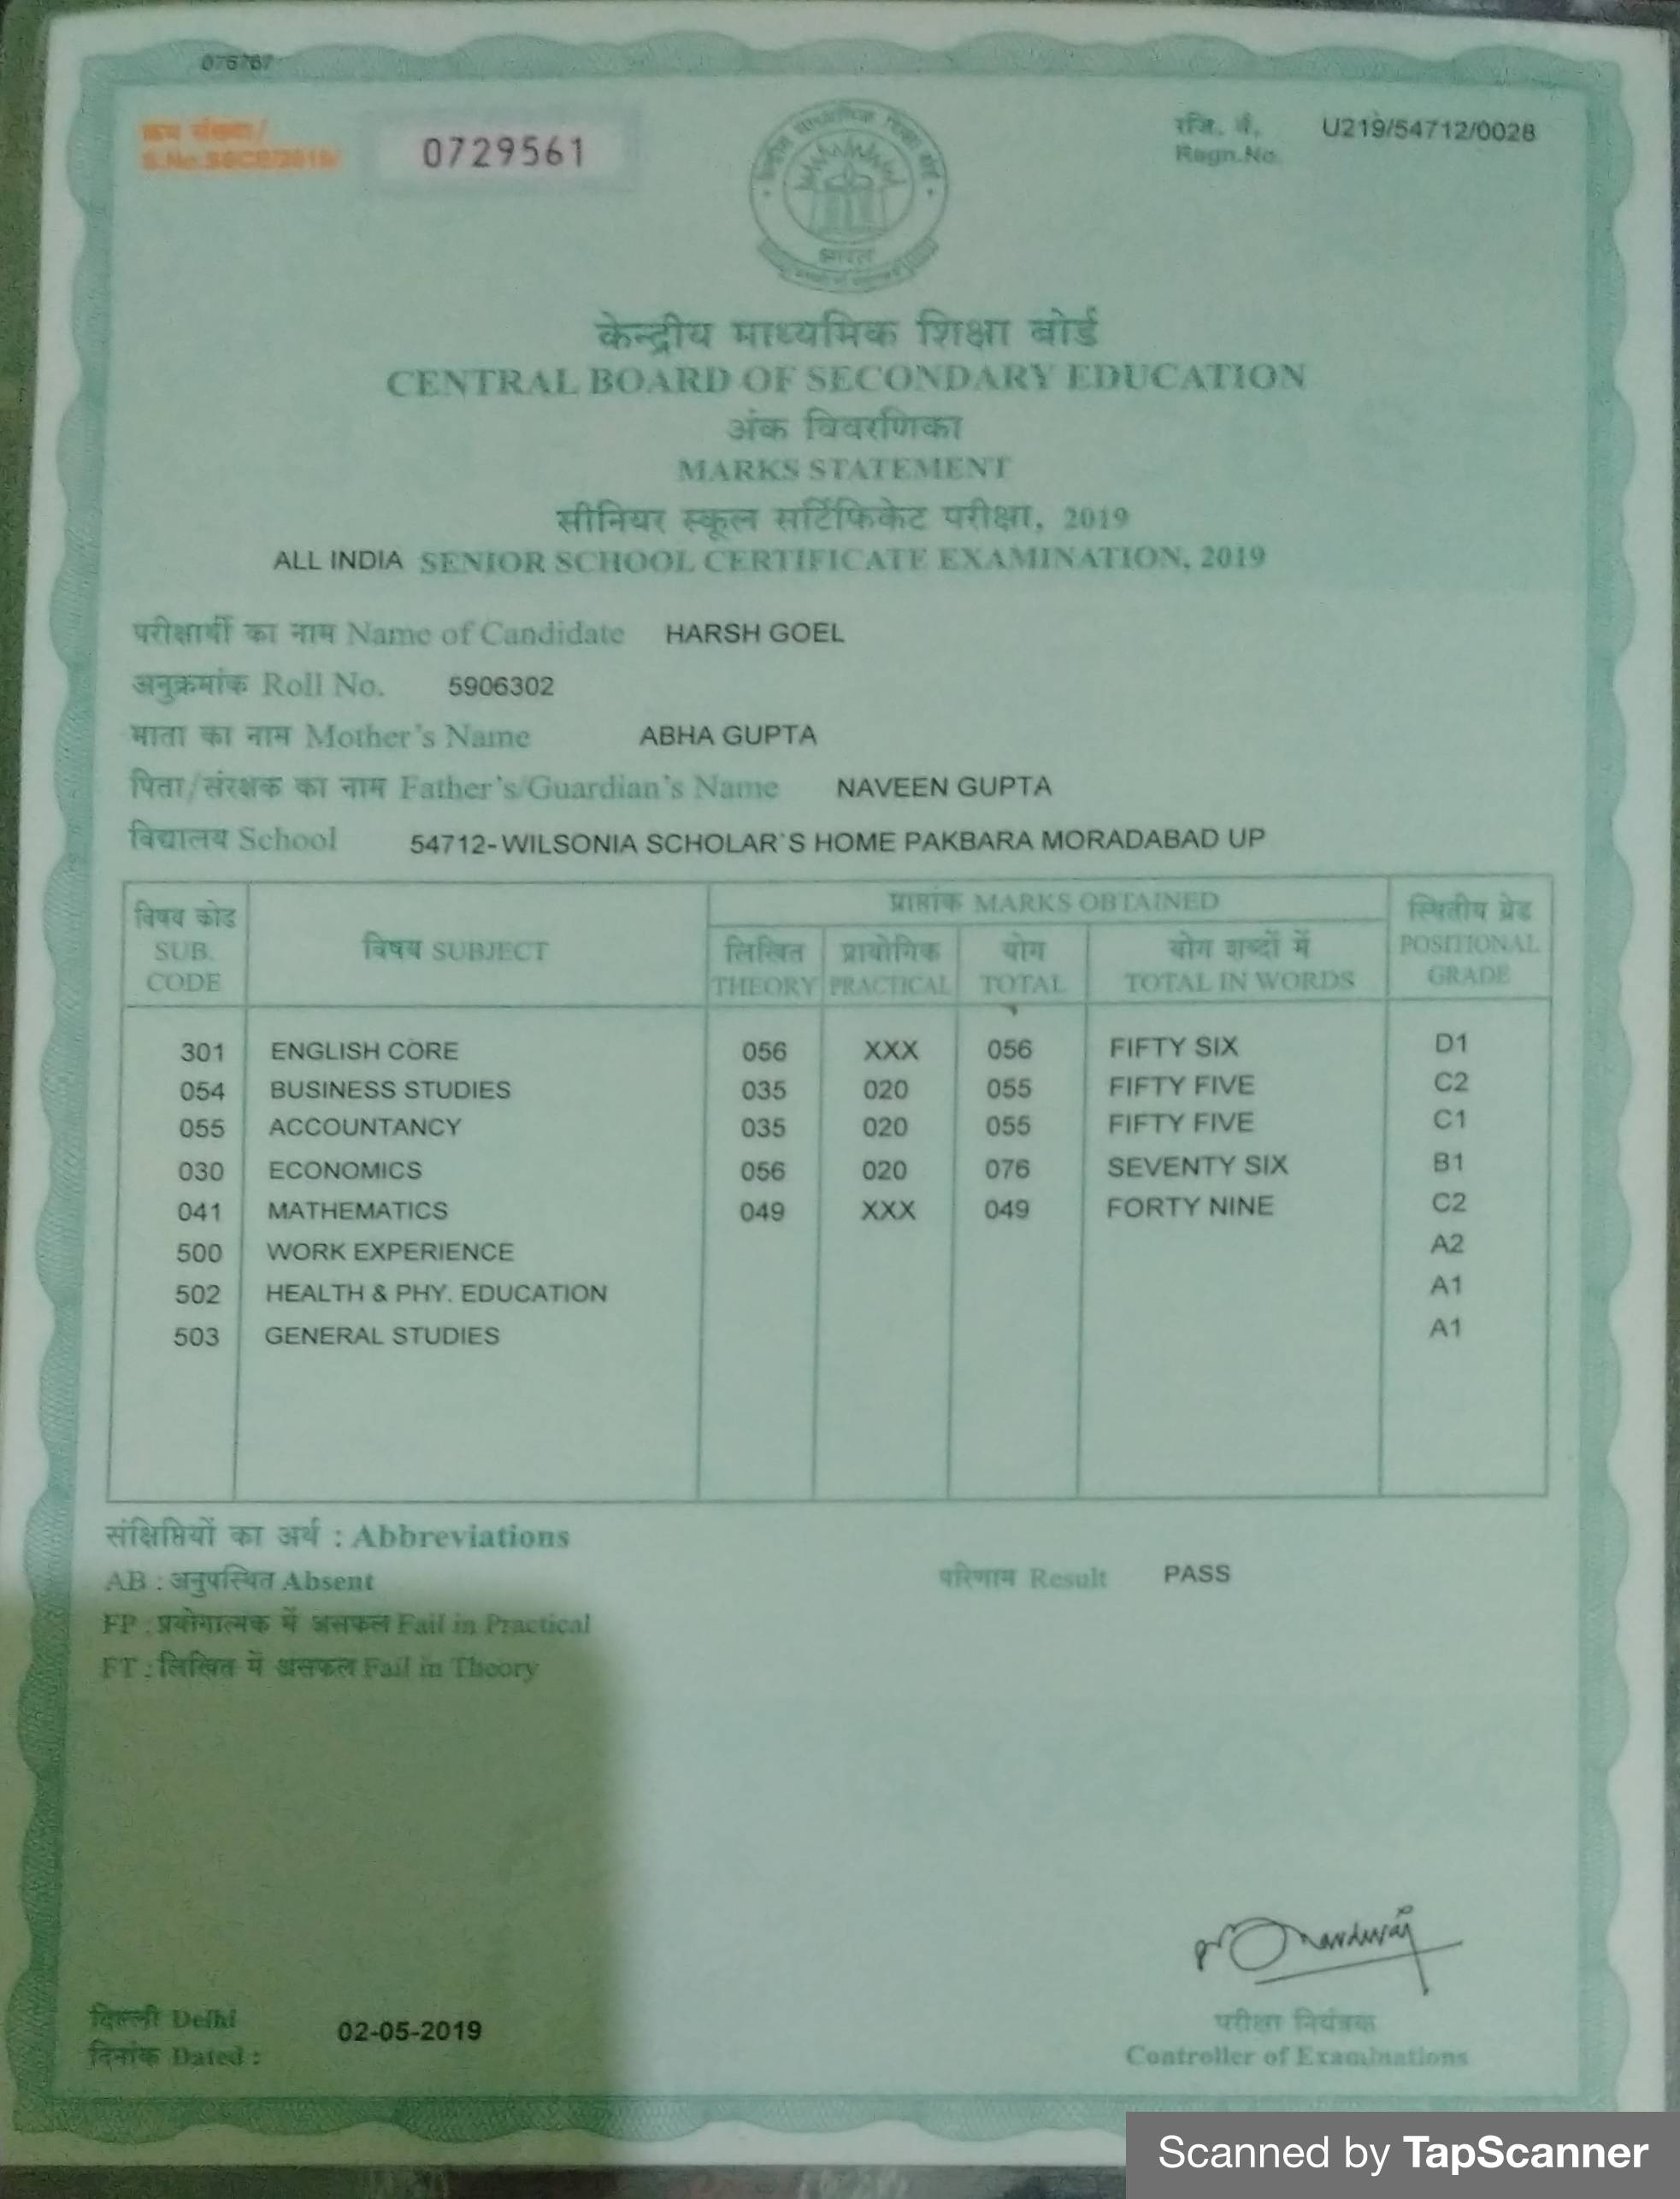 076767
क्रम संख्या/
S.No.SSCE/2019/
0729561
रजि. नं.
Regn.No.
U219/54712/0028
भारत
केन्द्रीय माध्यमिक शिक्षा बोर्ड
CENTRAL BOARD OF SECONDARY EDUCATION
अंक विवरणिका
MARKS STATEMENT
सीनियर स्कूल सर्टिफिकेट परीक्षा, 2019
ALL INDIA SENIOR SCHOOL CERTIFICATE EXAMINATION, 2019
परीक्षार्थी का नाम Name of Candidate HARSH GOEL
अनुक्रमांक Roll No. 5906302
माता का नाम Mother's Name ABHA GUPTA
पिता/संरक्षक का नाम Father's/Guardian's Name NAVEEN GUPTA
विद्यालय School 54712-WILSONIA SCHOLAR`S HOME PAKBARA MORADABAD UP
विषय कोड
SUB.
CODE
विषय SUBJECT
प्राप्तांक MARKS OBTAINED
लिखित
THEORY
प्रायोगिक
PRACTICAL
योग
TOTAL
योग शब्दों में
TOTAL IN WORDS
स्थितीय ग्रेड
POSITIONAL
GRADE
301 ENGLISH CORE 056 XXX 056 FIFTY SIX D1
054 BUSINESS STUDIES 035 020 055 FIFTY FIVE C2
055 ACCOUNTANCY 035 020 055 FIFTY FIVE C1
030 ECONOMICS 056 020 076 SEVENTY SIX B1
041 MATHEMATICS 049 XXX 049 FORTY NINE C2
500 WORK EXPERIENCE A2
502 HEALTH & PHY. EDUCATION A1
503 GENERAL STUDIES A1
संक्षिप्तियों का अर्थ : Abbreviations
AB : अनुपस्थित Absent
परिणाम Result PASS
FP : प्रयोगात्मक में असफल Fail in Practical
FT : लिखित में असफल Fail in Theory
दिल्ली Delhi
दिनांक Dated : 02-05-2019
परीक्षा नियंत्रक
Controller of Examinations
Scanned by TapScanner